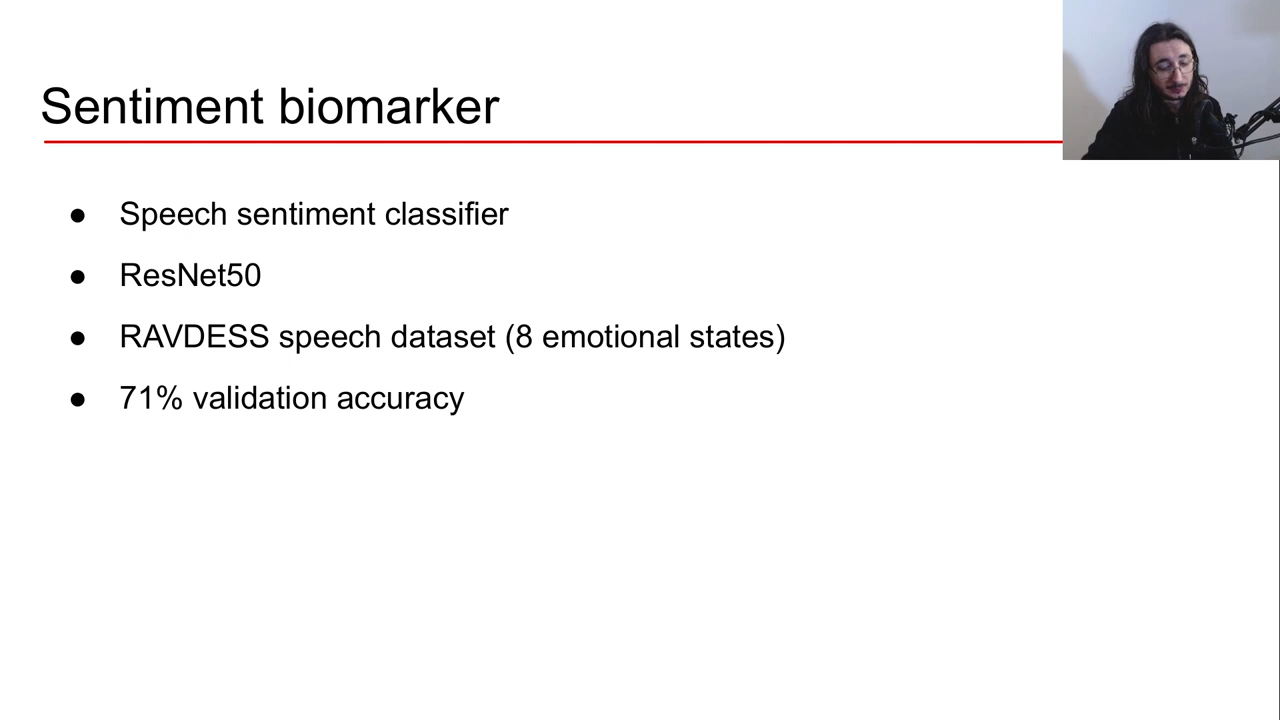 Sentiment biomarker
● Speech sentiment classifier
● ResNet50
● RAVDESS speech dataset (8 emotional states)
● 71% validation accuracy